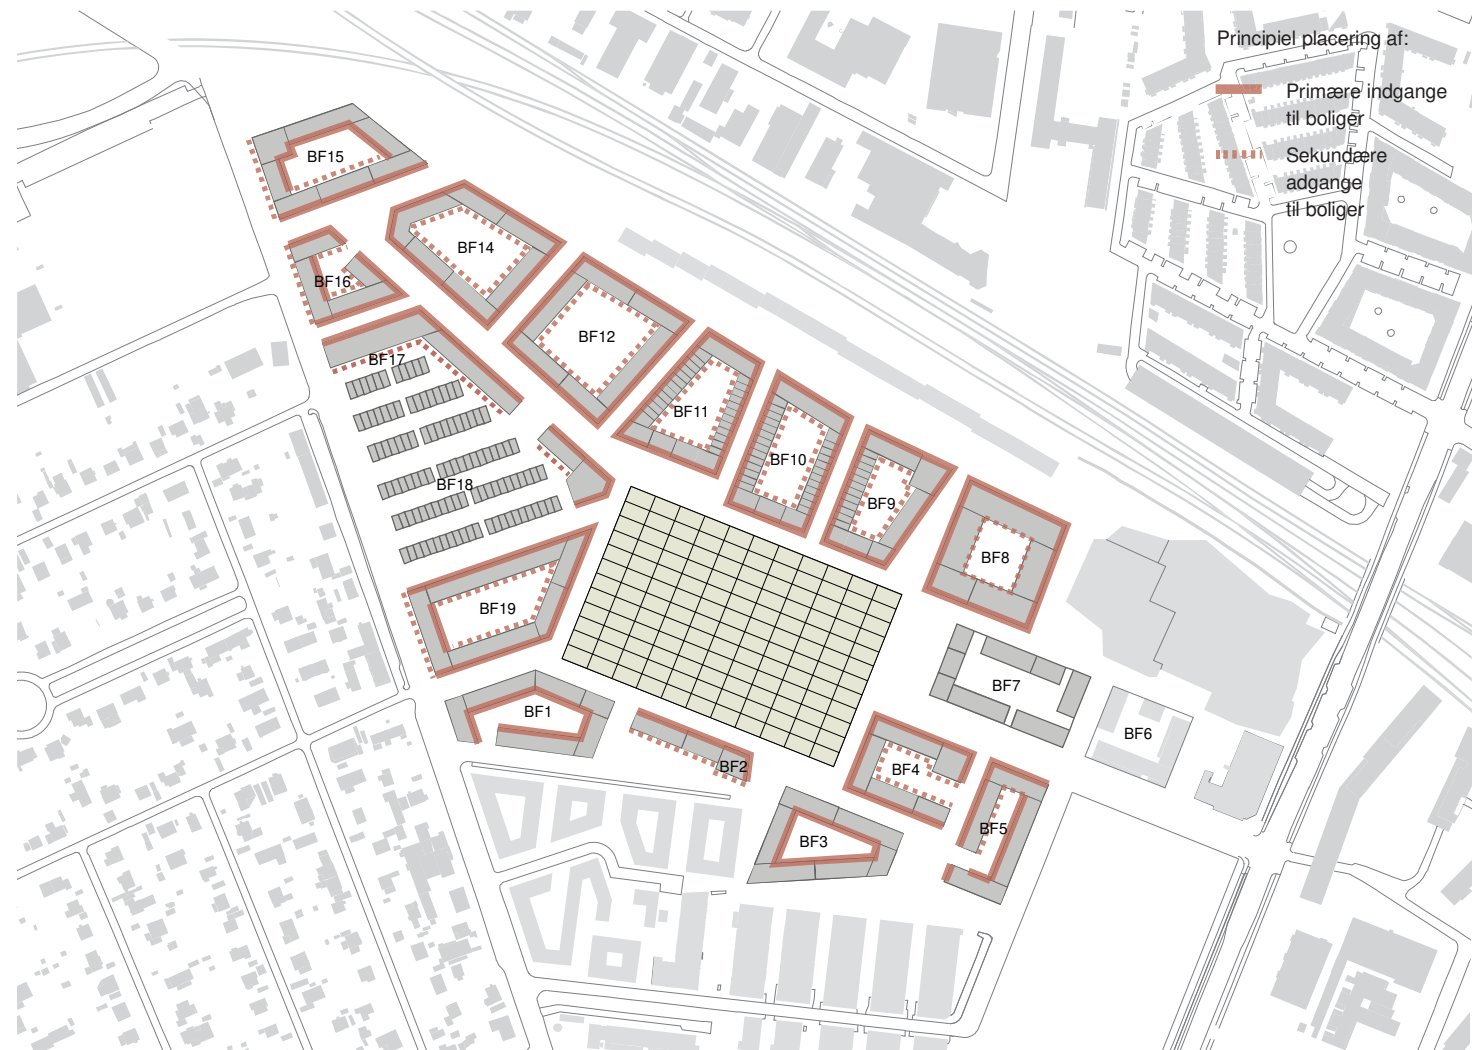 Principiel placering af:
Primære indgange
til boliger
Sekundære
adgange
til boliger
BF15
BF14
BF16
BF12
BF17
BF11
BF10
BF18
BF9
BF8
BF19
BF7
BF1
BF6
BF2
BF4
BF5
BF3